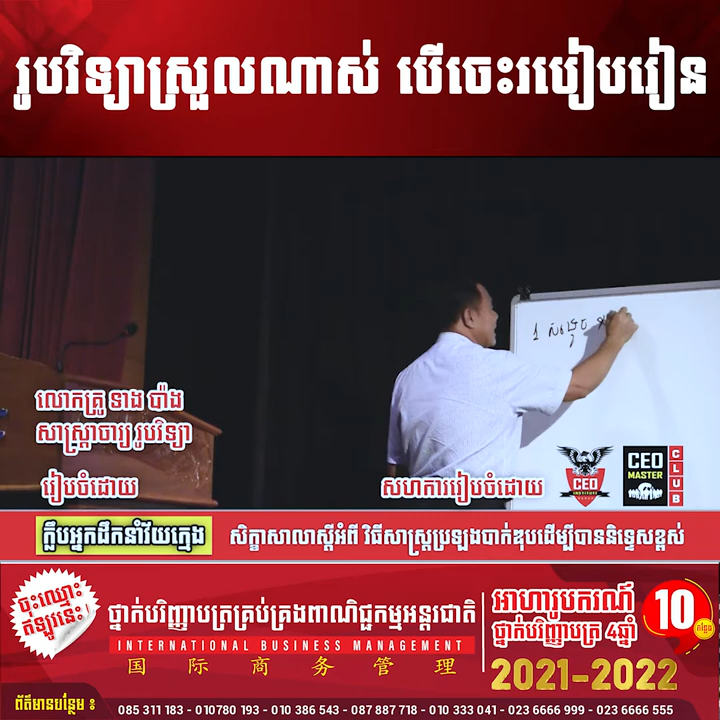 រូបវិទ្យាស្រួលណាស់ បើចេះរបៀបរៀន
1 សង្ខេប
លោកគ្រូ ទាង បាំង
សាស្ត្រាចារ្យ រូបវិទ្យា
រៀបចំដោយ
សហការរៀបចំដោយ
CEO
INSTITUTE
CEO
MASTER
CLUB
ក្លឹបអ្នកដឹកនាំវ័យក្មេង
សិក្ខាសាលាស្តីអំពី វិធីសាស្ត្រប្រឡងបាក់ឌុបដើម្បីបាននិទ្ទេសខ្ពស់
ចុះឈ្មោះ
ឥឡូវនេះ!
ថ្នាក់បរិញ្ញាបត្រគ្រប់គ្រងពាណិជ្ជកម្មអន្តរជាតិ
INTERNATIONAL BUSINESS MANAGEMENT
国际商务管理
អាហារូបករណ៍
ថ្នាក់បរិញ្ញាបត្រ 4ឆ្នាំ
10
កន្លែង
2021-2022
ព័ត៌មានបន្ថែម ៖
085 311 183 - 010780 193 - 010 386 543 - 087 887 718 - 010 333 041 - 023 6666 999 - 023 6666 555